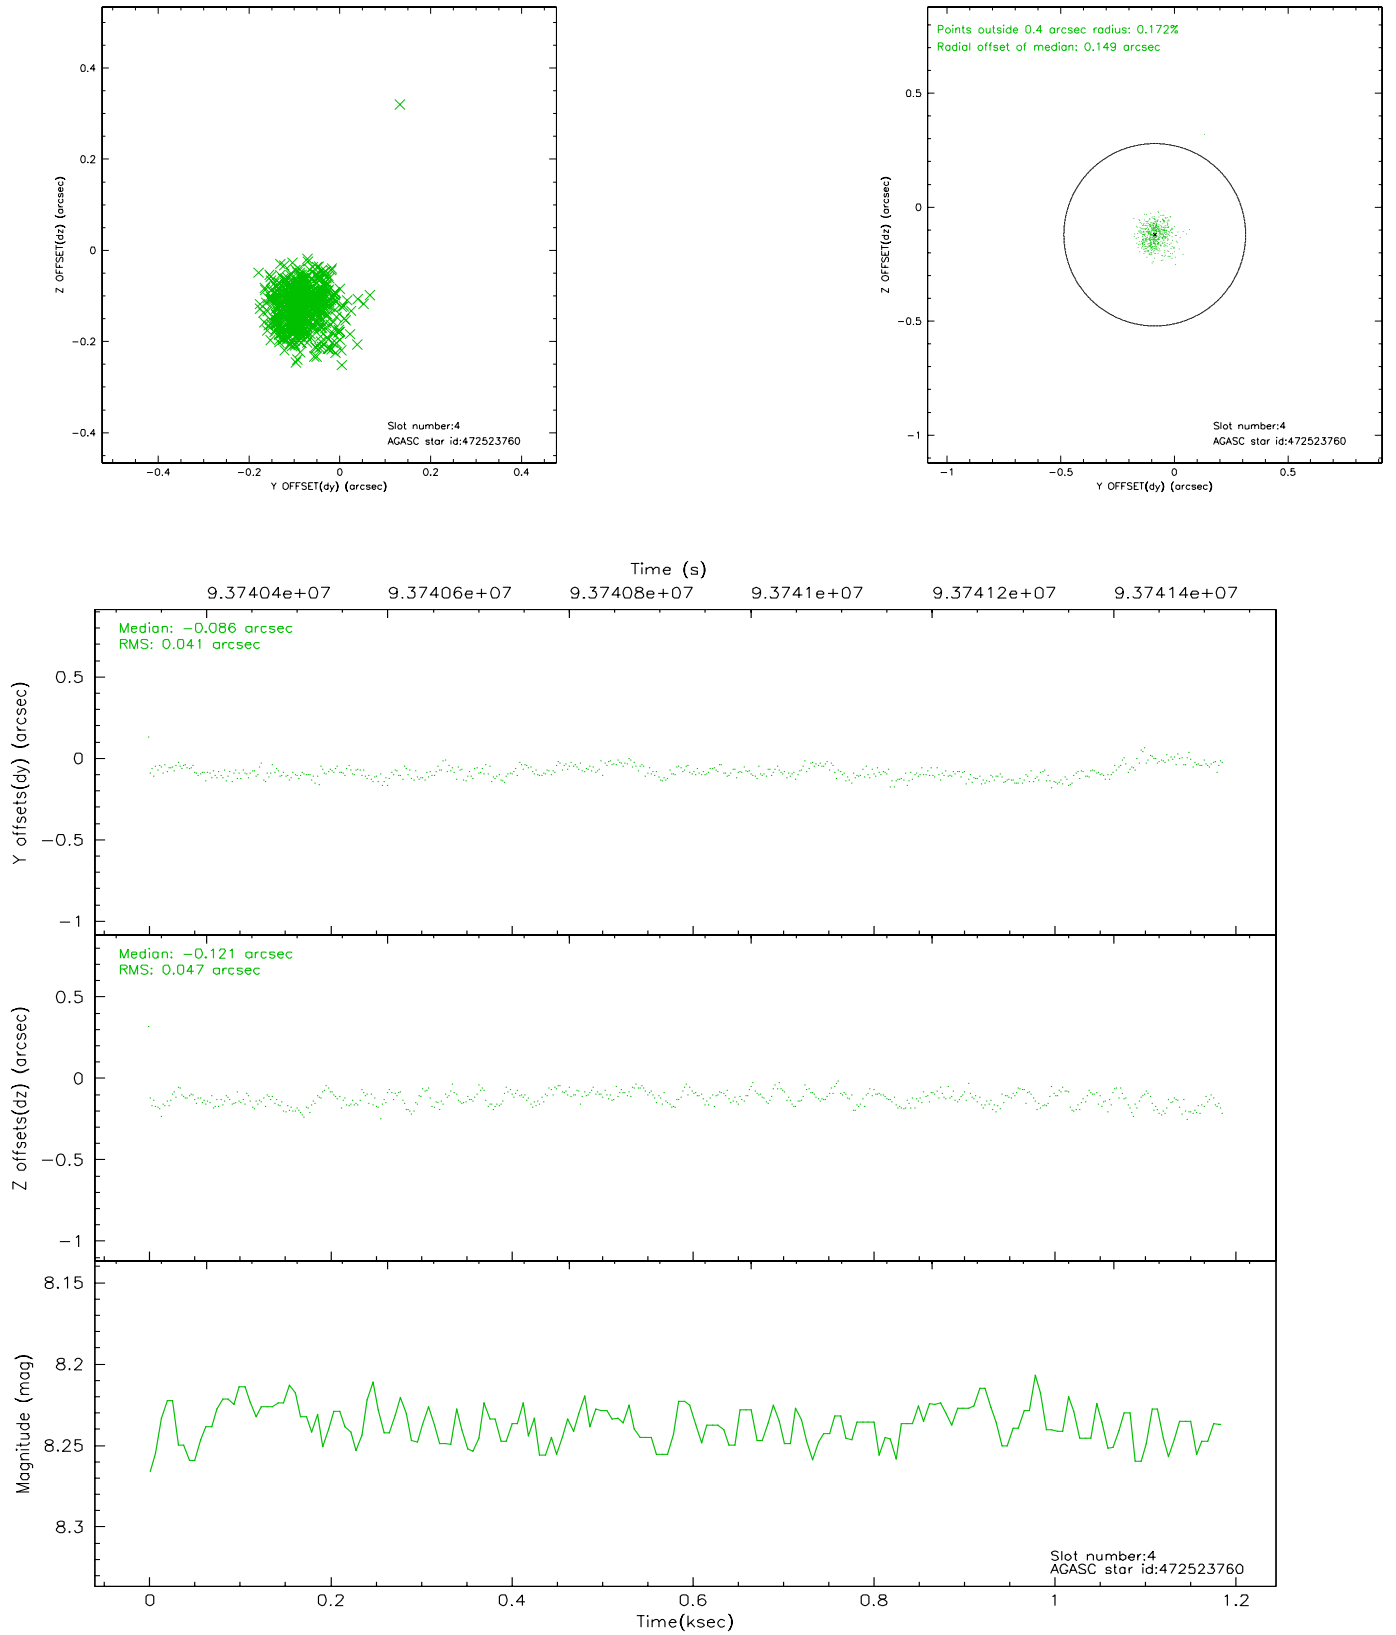 0.4
0.2
0
−0.2
−0.4
Z OFFSET(dz) (arcsec)
Slot number:4
AGASC star id:472523760
−0.4 −0.2 0 0.2 0.4
Y OFFSET(dy) (arcsec)
Points outside 0.4 arcsec radius: 0.172%
Radial offset of median: 0.149 arcsec
0.5
0
−0.5
−1
Z OFFSET(dz) (arcsec)
Slot number:4
AGASC star id:472523760
−1 −0.5 0 0.5
Y OFFSET(dy) (arcsec)
Time (s)
9.37404e+07 9.37406e+07 9.37408e+07 9.3741e+07 9.37412e+07 9.37414e+07
Median: −0.086 arcsec
RMS: 0.041 arcsec
0.5
0
−0.5
−1
Y offsets(dy) (arcsec)
Median: −0.121 arcsec
RMS: 0.047 arcsec
0.5
0
−0.5
−1
Z offsets(dz) (arcsec)
8.15
8.2
8.25
8.3
Magnitude (mag)
Slot number:4
AGASC star id:472523760
0 0.2 0.4 0.6 0.8 1 1.2
Time(ksec)